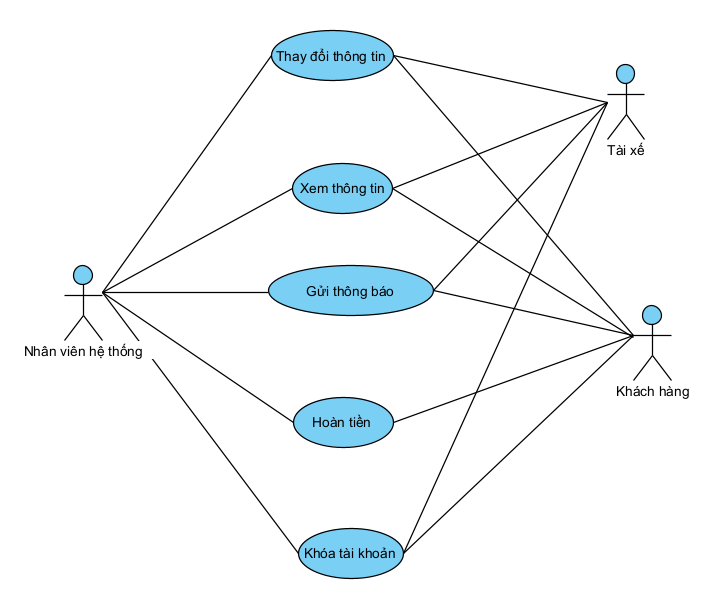 Thay đổi thông tin
Tài xế
Xem thông tin
Gửi thông báo
Nhân viên hệ thống
Khách hàng
Hoàn tiền
Khóa tài khoản